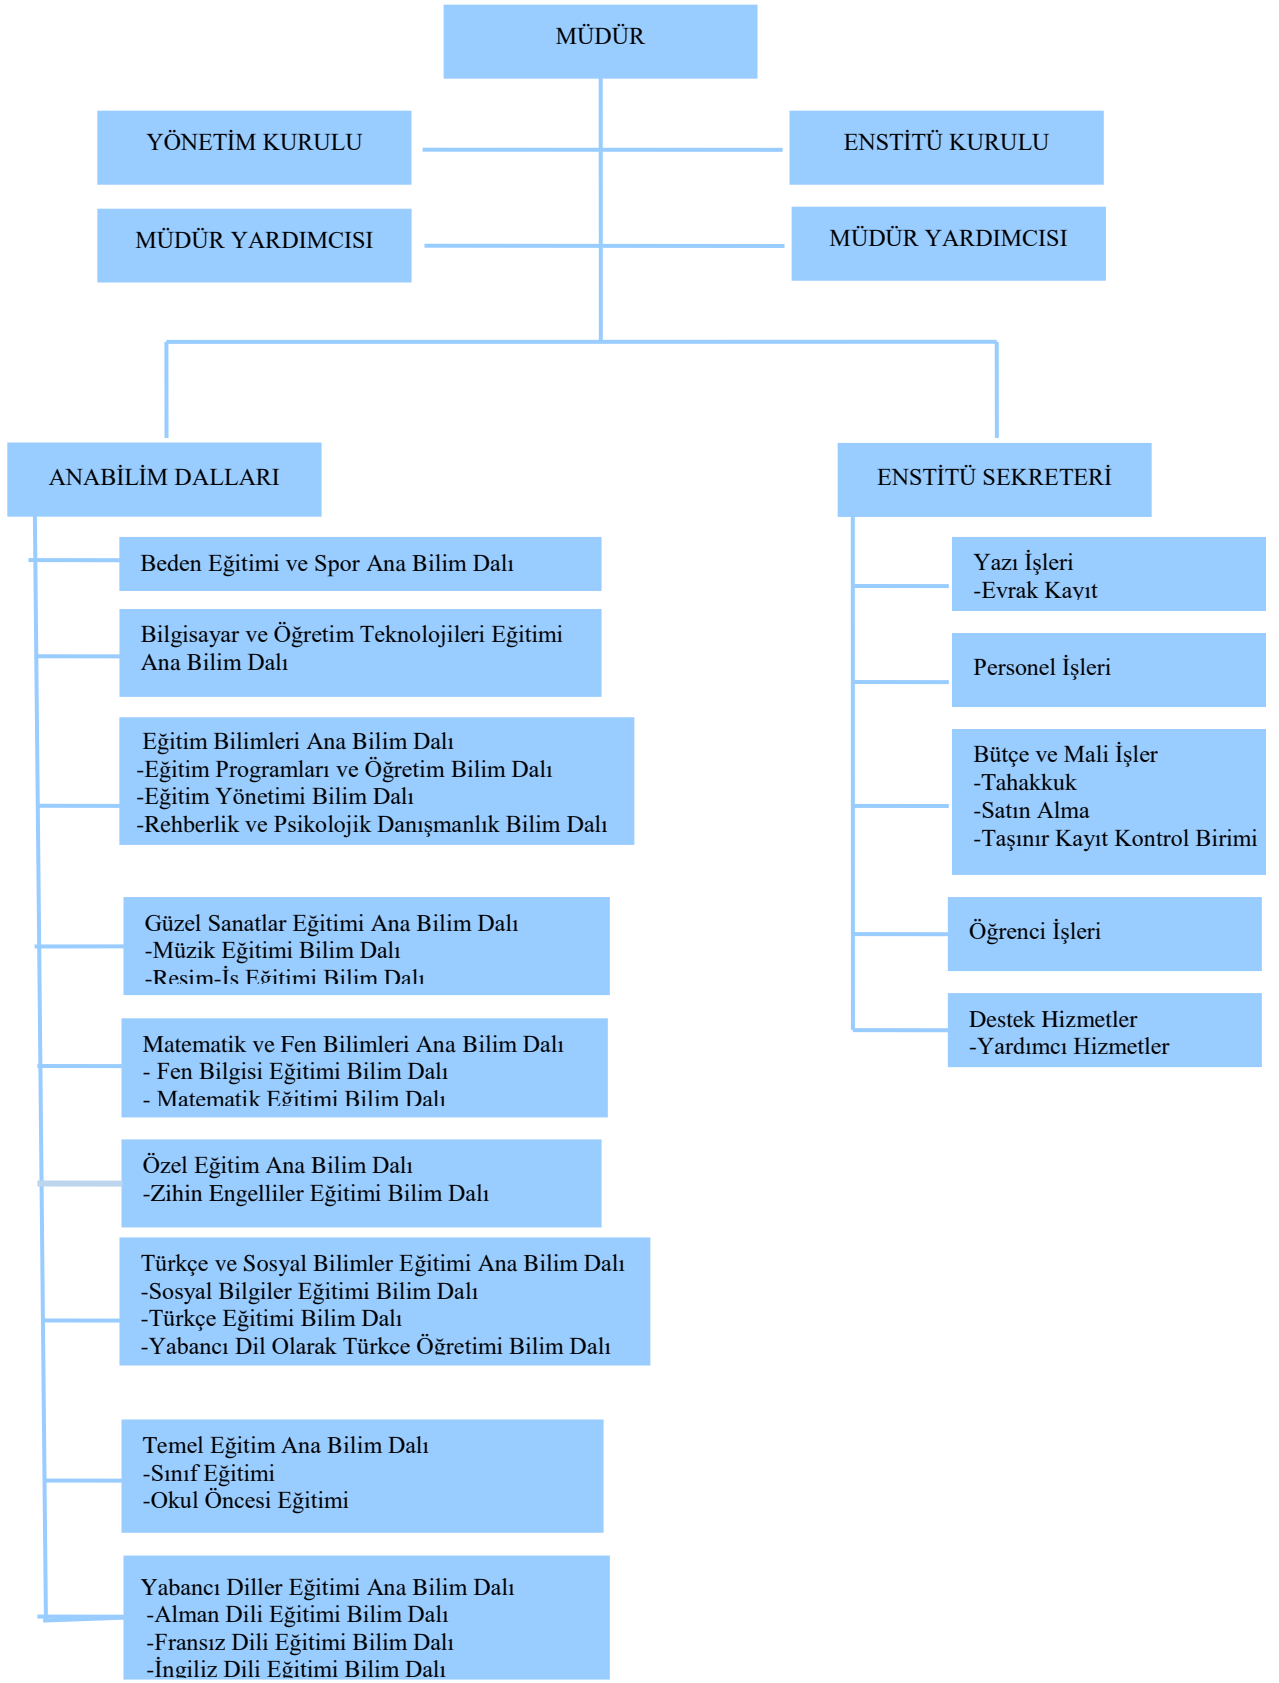 MÜDÜR
YÖNETİM KURULU
ENSTİTÜ KURULU
MÜDÜR YARDIMCISI
MÜDÜR YARDIMCISI
ANABİLİM DALLARI
Beden Eğitimi ve Spor Ana Bilim Dalı
Bilgisayar ve Öğretim Teknolojileri Eğitimi
Ana Bilim Dalı
Eğitim Bilimleri Ana Bilim Dalı
-Eğitim Programları ve Öğretim Bilim Dalı
-Eğitim Yönetimi Bilim Dalı
-Rehberlik ve Psikolojik Danışmanlık Bilim Dalı
Güzel Sanatlar Eğitimi Ana Bilim Dalı
-Müzik Eğitimi Bilim Dalı
-Resim-İş Eğitimi Bilim Dalı
Matematik ve Fen Bilimleri Ana Bilim Dalı
- Fen Bilgisi Eğitimi Bilim Dalı
- Matematik Eğitimi Bilim Dalı
Özel Eğitim Ana Bilim Dalı
-Zihin Engelliler Eğitimi Bilim Dalı
Türkçe ve Sosyal Bilimler Eğitimi Ana Bilim Dalı
-Sosyal Bilgiler Eğitimi Bilim Dalı
-Türkçe Eğitimi Bilim Dalı
-Yabancı Dil Olarak Türkçe Öğretimi Bilim Dalı
Temel Eğitim Ana Bilim Dalı
-Sınıf Eğitimi
-Okul Öncesi Eğitimi
Yabancı Diller Eğitimi Ana Bilim Dalı
-Alman Dili Eğitimi Bilim Dalı
-Fransız Dili Eğitimi Bilim Dalı
-İngiliz Dili Eğitimi Bilim Dalı
ENSTİTÜ SEKRETERİ
Yazı İşleri
-Evrak Kayıt
Personel İşleri
Bütçe ve Mali İşler
-Tahakkuk
-Satın Alma
-Taşınır Kayıt Kontrol Birimi
Öğrenci İşleri
Destek Hizmetler
-Yardımcı Hizmetler